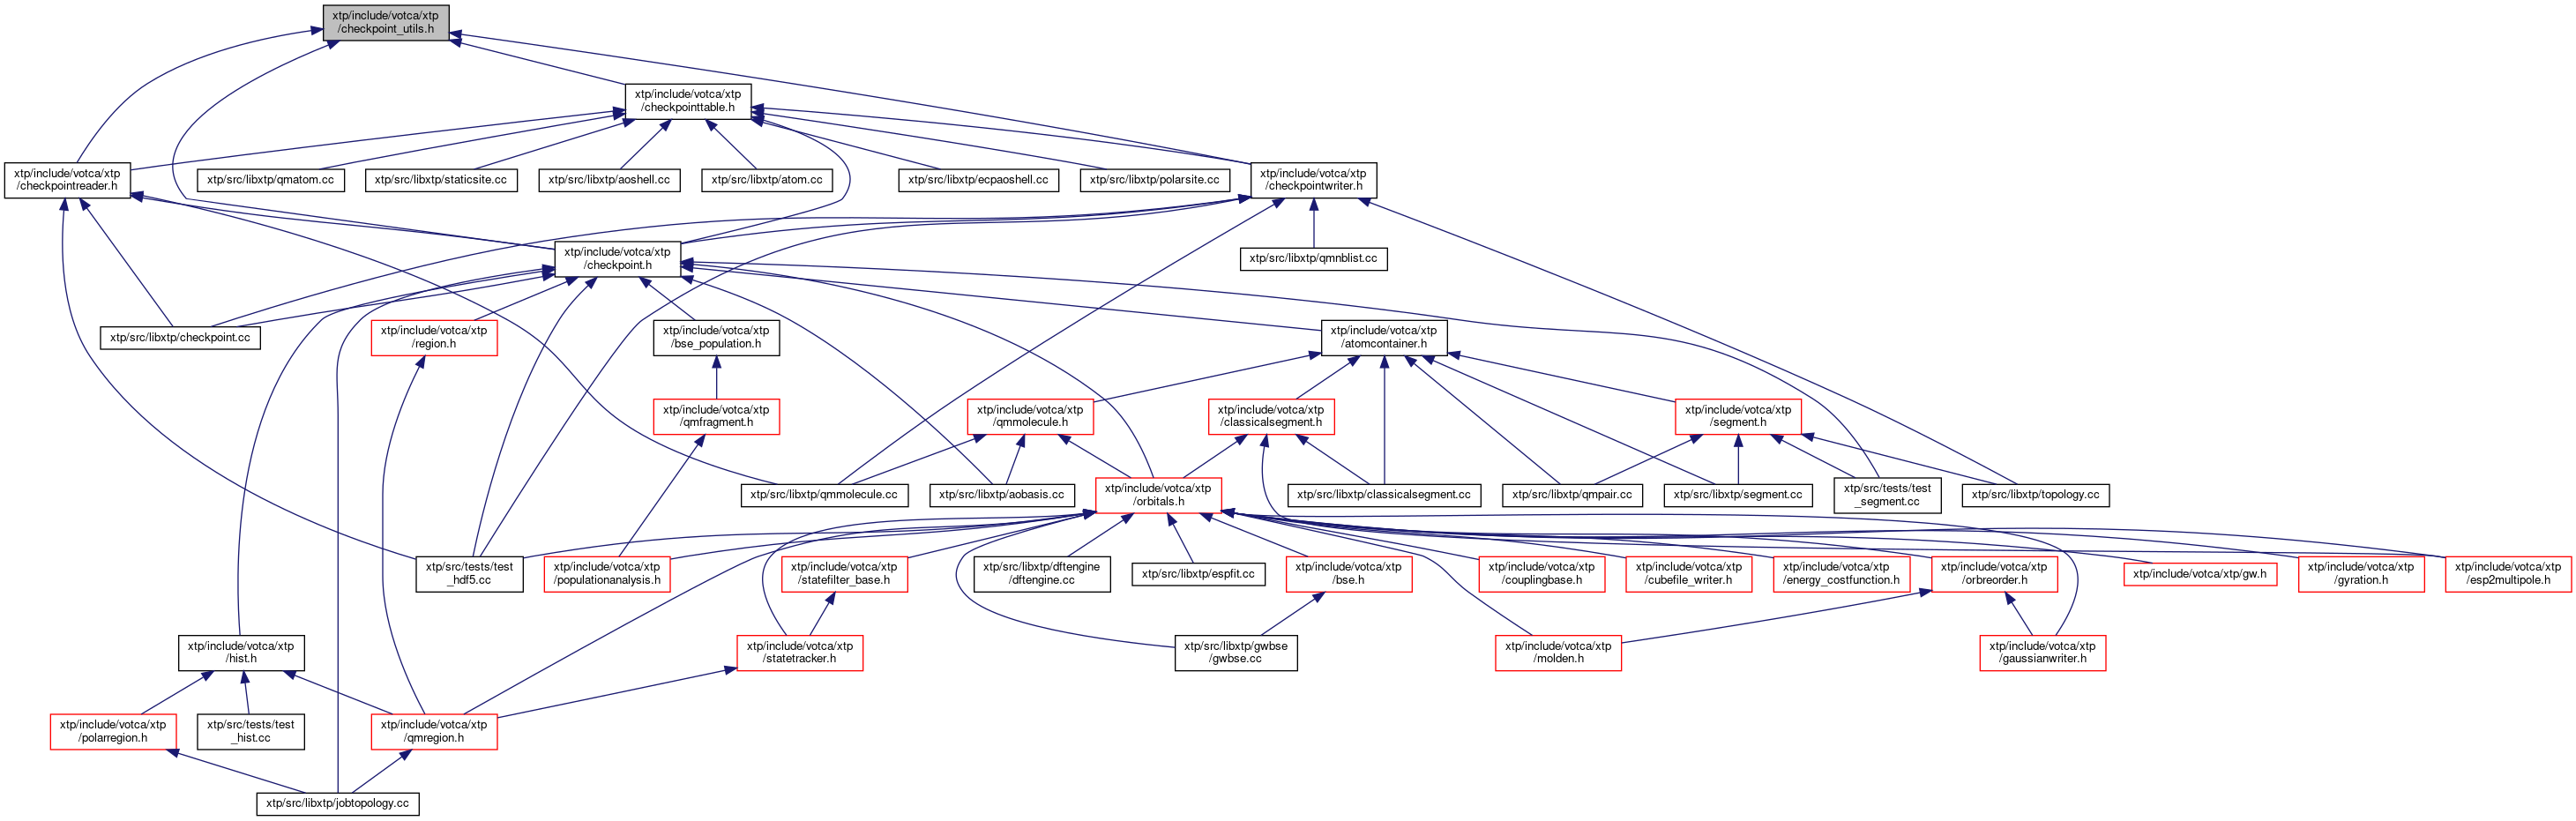 xtp/include/votca/xtp
/checkpoint_utils.h
xtp/include/votca/xtp
/checkpointtable.h
xtp/include/votca/xtp
/checkpointreader.h
xtp/src/libxtp/qmatom.cc
xtp/src/libxtp/staticsite.cc
xtp/src/libxtp/aoshell.cc
xtp/src/libxtp/atom.cc
xtp/src/libxtp/ecpaoshell.cc
xtp/src/libxtp/polarsite.cc
xtp/include/votca/xtp
/checkpointwriter.h
xtp/include/votca/xtp
/checkpoint.h
xtp/src/libxtp/qmnblist.cc
xtp/src/libxtp/checkpoint.cc
xtp/include/votca/xtp
/region.h
xtp/include/votca/xtp
/bse_population.h
xtp/include/votca/xtp
/atomcontainer.h
xtp/include/votca/xtp
/qmfragment.h
xtp/include/votca/xtp
/qmmolecule.h
xtp/include/votca/xtp
/classicalsegment.h
xtp/include/votca/xtp
/segment.h
xtp/src/libxtp/qmmolecule.cc
xtp/src/libxtp/aobasis.cc
xtp/include/votca/xtp
/orbitals.h
xtp/src/libxtp/classicalsegment.cc
xtp/src/libxtp/qmpair.cc
xtp/src/libxtp/segment.cc
xtp/src/tests/test
_segment.cc
xtp/src/libxtp/topology.cc
xtp/src/tests/test
_hdf5.cc
xtp/include/votca/xtp
/populationanalysis.h
xtp/include/votca/xtp
/statefilter_base.h
xtp/src/libxtp/dftengine
/dftengine.cc
xtp/src/libxtp/espfit.cc
xtp/include/votca/xtp
/bse.h
xtp/include/votca/xtp
/couplingbase.h
xtp/include/votca/xtp
/cubefile_writer.h
xtp/include/votca/xtp
/energy_costfunction.h
xtp/include/votca/xtp
/orbreorder.h
xtp/include/votca/xtp/gw.h
xtp/include/votca/xtp
/gyration.h
xtp/include/votca/xtp
/esp2multipole.h
xtp/include/votca/xtp
/hist.h
xtp/include/votca/xtp
/statetracker.h
xtp/src/libxtp/gwbse
/gwbse.cc
xtp/include/votca/xtp
/molden.h
xtp/include/votca/xtp
/gaussianwriter.h
xtp/include/votca/xtp
/polarregion.h
xtp/src/tests/test
_hist.cc
xtp/include/votca/xtp
/qmregion.h
xtp/src/libxtp/jobtopology.cc